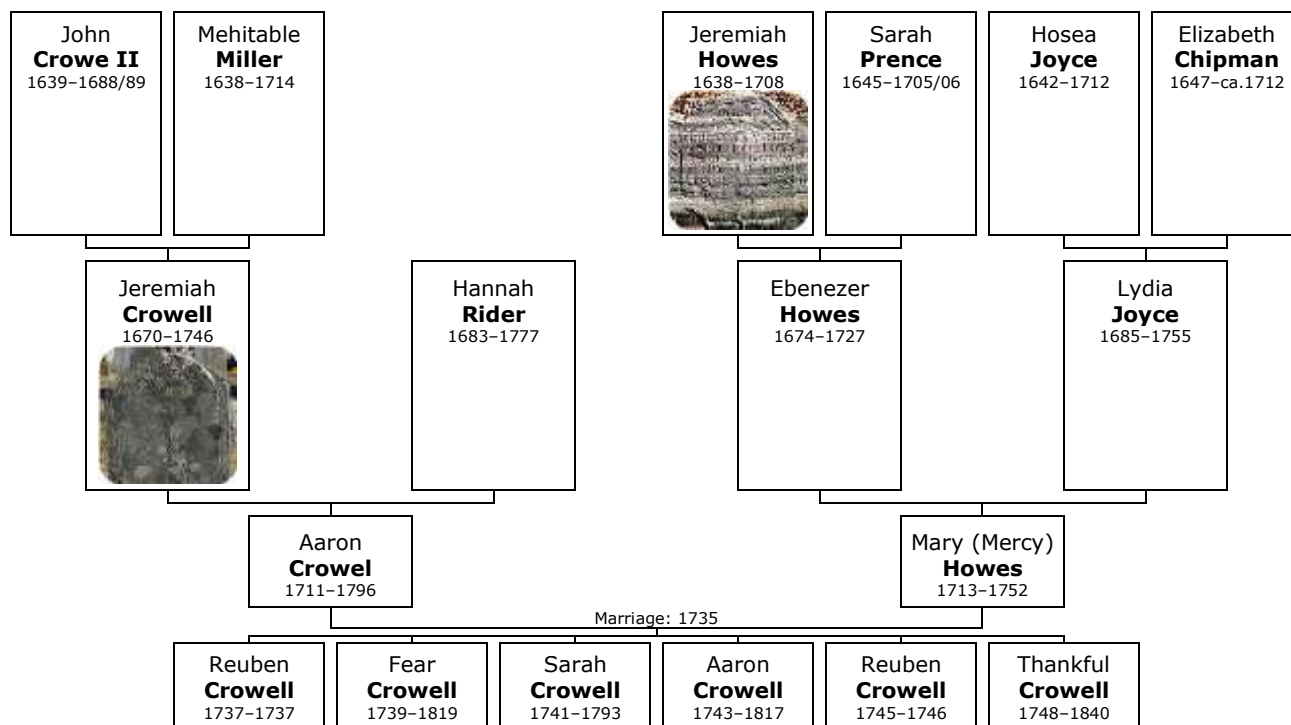 John
Crowe II
1639–1688/89
Mehitable
Miller
1638–1714
Jeremiah
Howes
1638–1708
Sarah
Prence
1645–1705/06
Hosea
Joyce
1642–1712
Elizabeth
Chipman
1647–ca.1712
Jeremiah
Crowell
1670–1746
Hannah
Rider
1683–1777
Ebenezer
Howes
1674–1727
Lydia
Joyce
1685–1755
Aaron
Crowel
1711–1796
Mary (Mercy)
Howes
1713–1752
Marriage: 1735
Reuben
Crowell
1737–1737
Fear
Crowell
1739–1819
Sarah
Crowell
1741–1793
Aaron
Crowell
1743–1817
Reuben
Crowell
1745–1746
Thankful
Crowell
1748–1840